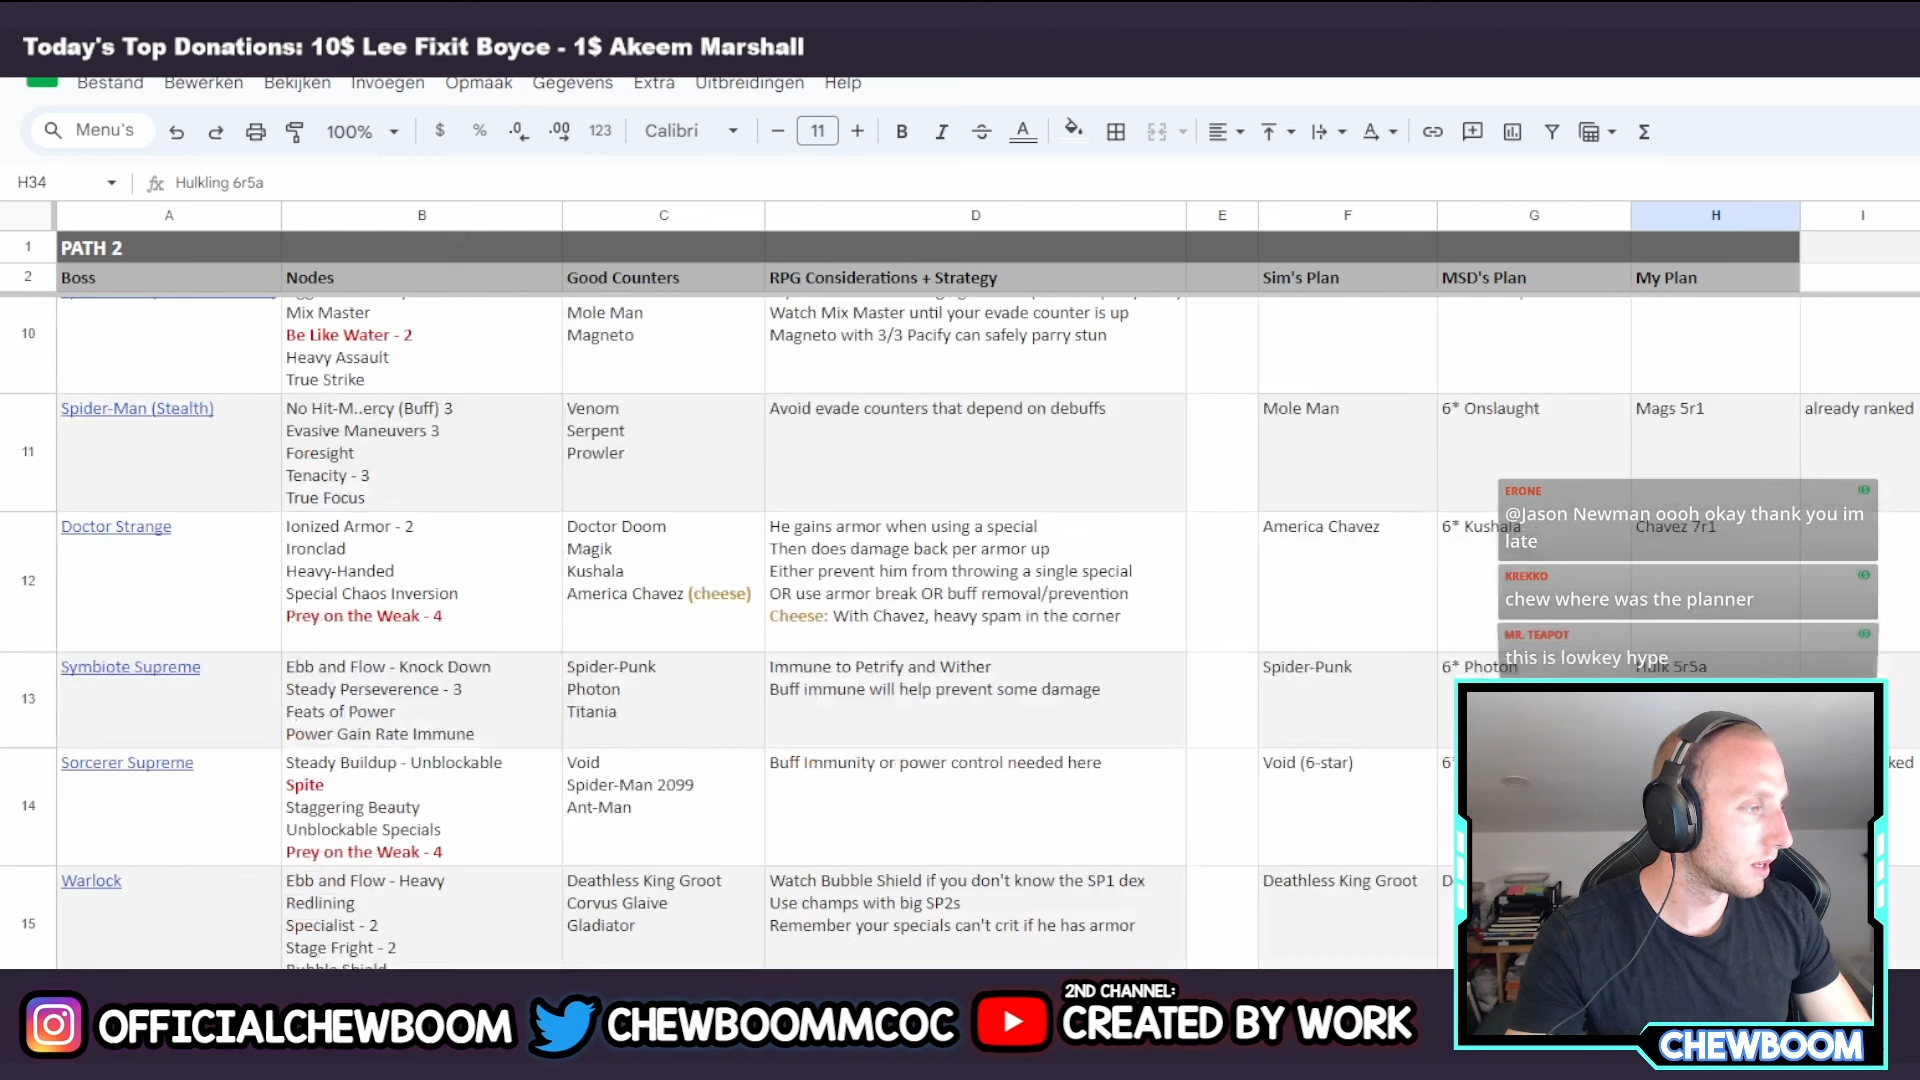 Today's Top Donations: 10$ Lee Fixit Boyce - 1$ Akeem Marshall
Bestand Bewerken Bekijken Invoegen Opmaak Gegevens Extra Uitbreidingen Help
Menu's 100% $ % .0 .00 123 Calibri 11 B I A
H34 fx Hulkling 6r5a
A B C D E F G H I
1 PATH 2
2 Boss Nodes Good Counters RPG Considerations + Strategy Sim's Plan MSD's Plan My Plan
10
Mix Master
Be Like Water - 2
Heavy Assault
True Strike
Mole Man
Magneto
Watch Mix Master until your evade counter is up
Magneto with 3/3 Pacify can safely parry stun
11
Spider-Man (Stealth)
No Hit-M..ercy (Buff) 3
Evasive Maneuvers 3
Foresight
Tenacity - 3
True Focus
Venom
Serpent
Prowler
Avoid evade counters that depend on debuffs
Mole Man
6* Onslaught
Mags 5r1
already ranked
12
Doctor Strange
Ionized Armor - 2
Ironclad
Heavy-Handed
Special Chaos Inversion
Prey on the Weak - 4
Doctor Doom
Magik
Kushala
America Chavez (cheese)
He gains armor when using a special
Then does damage back per armor up
Either prevent him from throwing a single special
OR use armor break OR buff removal/prevention
Cheese: With Chavez, heavy spam in the corner
America Chavez
6* Kushala
Chavez 7r1
13
Symbiote Supreme
Ebb and Flow - Knock Down
Steady Perseverence - 3
Feats of Power
Power Gain Rate Immune
Spider-Punk
Photon
Titania
Immune to Petrify and Wither
Buff immune will help prevent some damage
Spider-Punk
6* Photon
Hulk 5r5a
14
Sorcerer Supreme
Steady Buildup - Unblockable
Spite
Staggering Beauty
Unblockable Specials
Prey on the Weak - 4
Void
Spider-Man 2099
Ant-Man
Buff Immunity or power control needed here
Void (6-star)
15
Warlock
Ebb and Flow - Heavy
Redlining
Specialist - 2
Stage Fright - 2
Bubble Shield
Deathless King Groot
Corvus Glaive
Gladiator
Watch Bubble Shield if you don't know the SP1 dex
Use champs with big SP2s
Remember your specials can't crit if he has armor
Deathless King Groot
ERONE
@Jason Newman oooh okay thank you im
late
KREKKO
chew where was the planner
MR. TEAPOT
this is lowkey hype
OFFICIALCHEWBOOM
CHEWBOOMMCOC
2ND CHANNEL:
CREATED BY WORK
CHEWBOOM